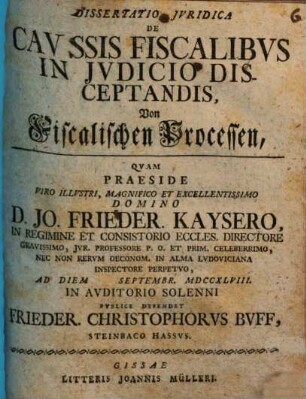 6
DISSERTATIO JVRIDICA
DE
CAVSSIS FISCALIBVS
IN JVDICIO DIS-
CEPTANDIS,
Von
Fiscalischen Processen,
QVAM
PRAESIDE
VIRO ILLVSTRI, MAGNIFICO ET EXCELLENTISSIMO
DOMINO
D. JO. FRIEDER. KAYSERO,
IN REGIMINE ET CONSISTORIO ECCLES. DIRECTORE
GRAVISSIMO, JVR. PROFESSORE P. O. ET PRIM. CELEBERRIMO,
NEC NON RERVM OECONOM. IN ALMA LVDOVICIANA
INSPECTORE PERPETVO,
AD DIEM SEPTEMBR. MDCCXLVIII.
IN AVDITORIO SOLENNI
PVBLICE DEFENDET
FRIEDER. CHRISTOPHORVS BVFF,
STEINBACO HASSVS.
GISSAE
LITTERIS JOANNIS MÜLLERI.